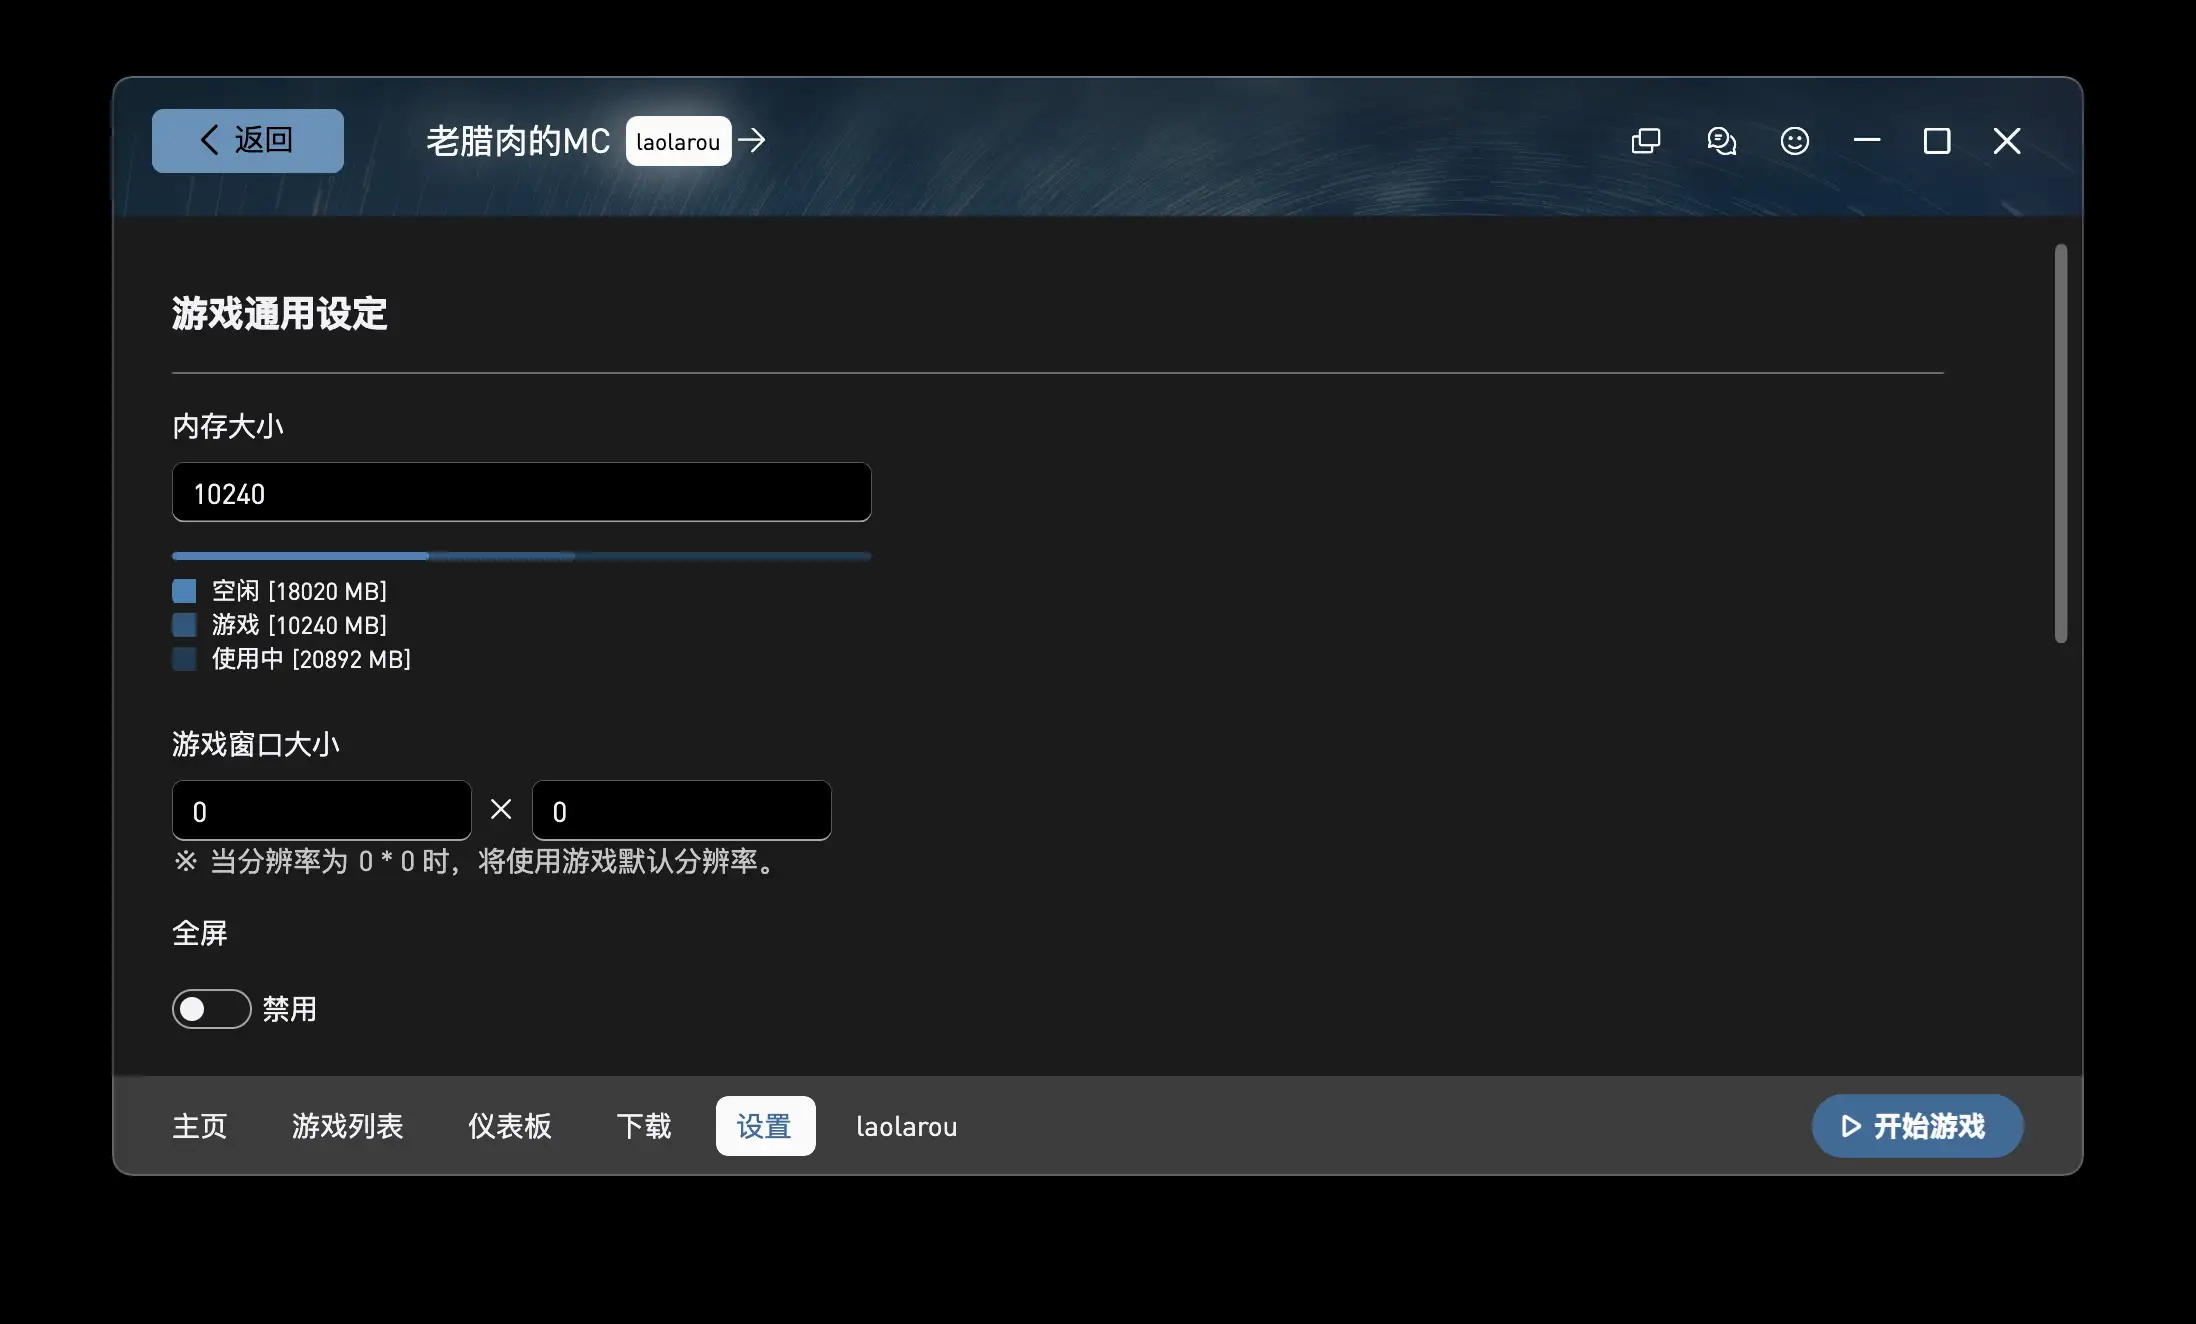 返回
老腊肉的MC laolarou
游戏通用设定
内存大小
10240
空闲 [18020 MB]
游戏 [10240 MB]
使用中 [20892 MB]
游戏窗口大小
0 × 0
※ 当分辨率为 0 * 0 时，将使用游戏默认分辨率。
全屏
禁用
主页 游戏列表 仪表板 下载 设置 laolarou 开始游戏